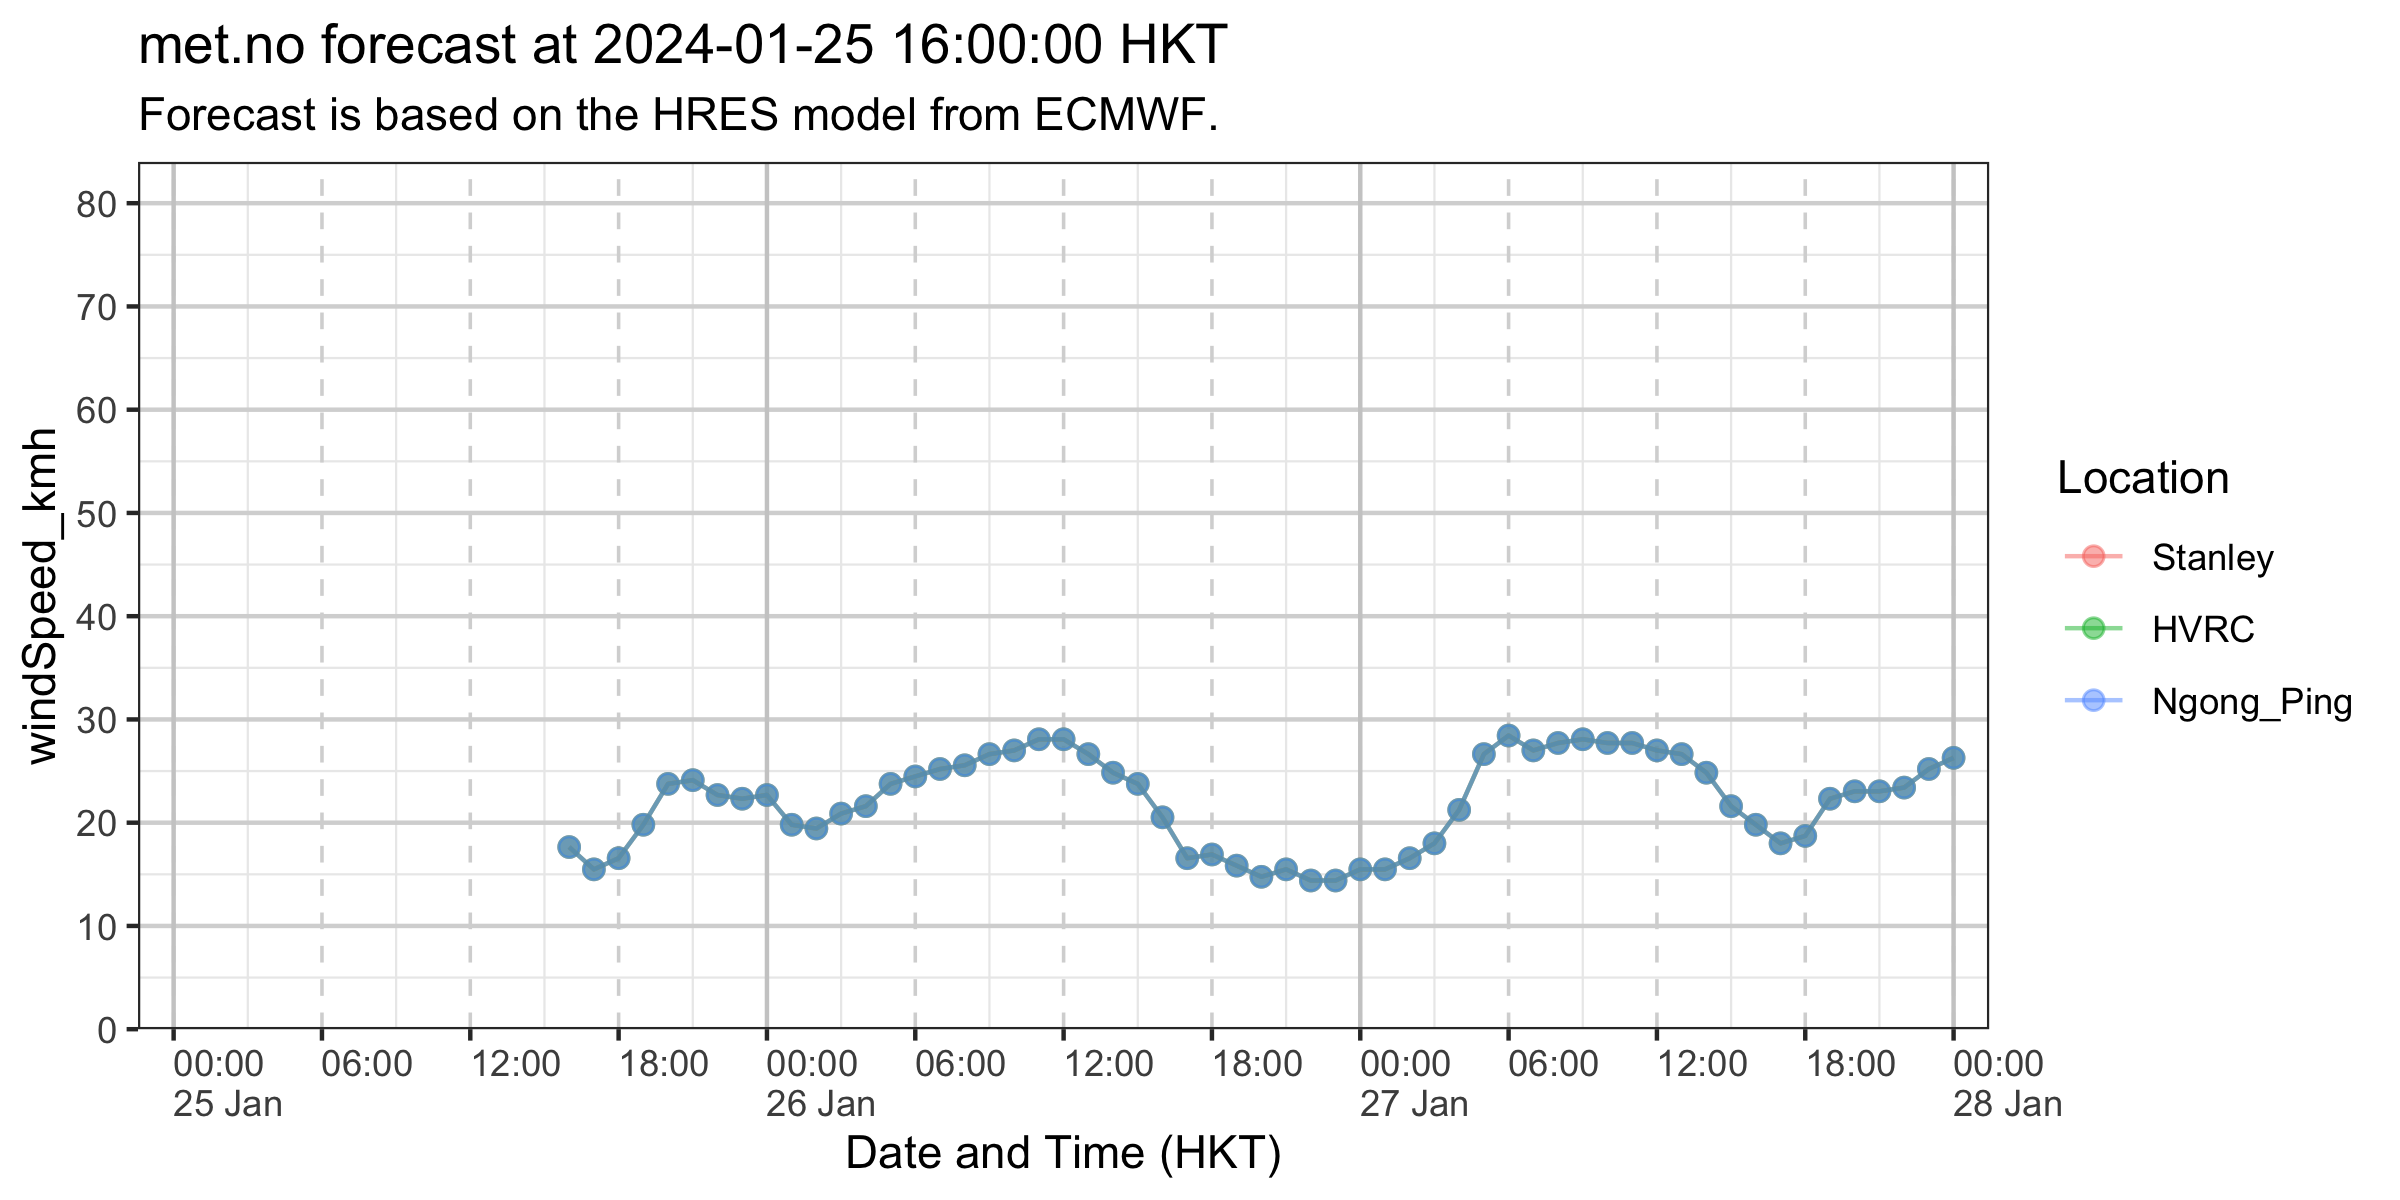 met.no forecast at 2024-01-25 16:00:00 HKT
Forecast is based on the HRES model from ECMWF.
windSpeed_kmh
80
70
60
50
40
30
20
10
0
00:00 06:00 12:00 18:00 00:00 06:00 12:00 18:00 00:00 06:00 12:00 18:00 00:00
25 Jan 26 Jan 27 Jan 28 Jan
Date and Time (HKT)
Location
Stanley
HVRC
Ngong_Ping